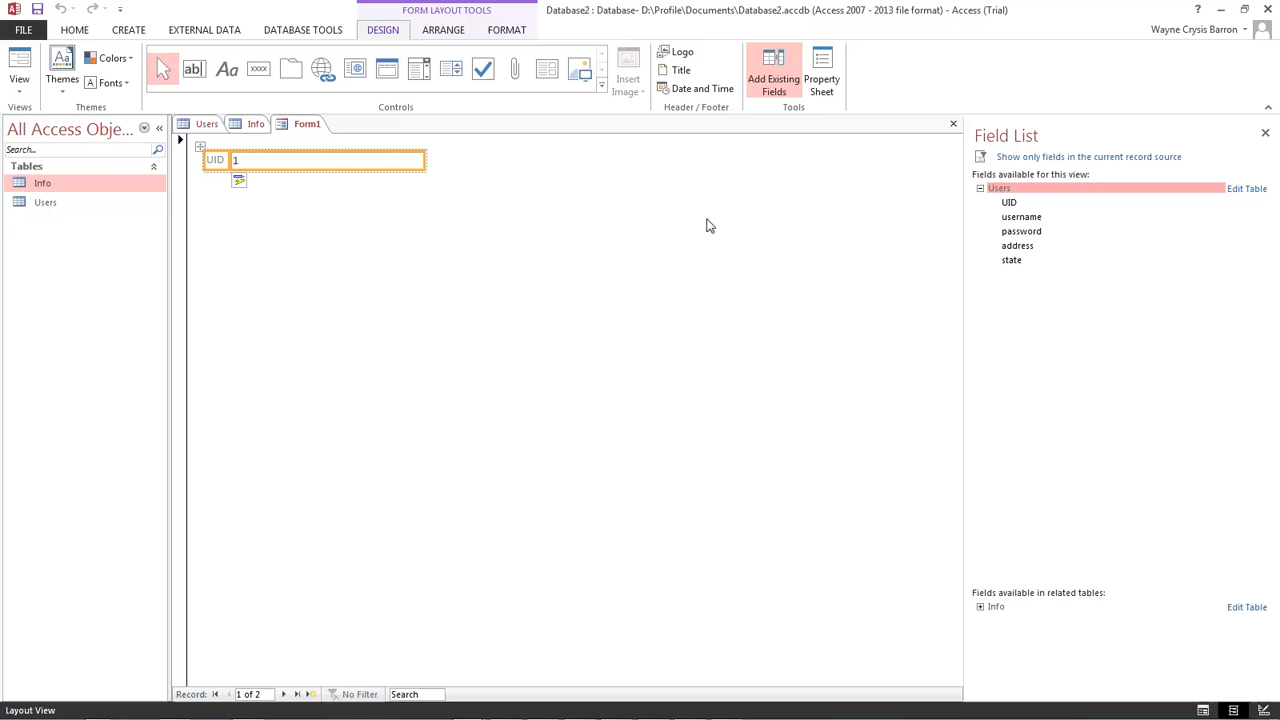 FORM LAYOUT TOOLS
Database2 : Database- D:\Profile\Documents\Database2.accdb (Access 2007 - 2013 file format) - Access (Trial)
FILE HOME CREATE EXTERNAL DATA DATABASE TOOLS DESIGN ARRANGE FORMAT
Wayne Crysis Barron
View
Views
Themes
Colors
Fonts
Themes
ab|
Aa
xxxx
Controls
Insert
Image
Logo
Title
Date and Time
Header / Footer
Add Existing
Fields
Property
Sheet
Tools
All Access Obje...
Search...
Tables
Info
Users
Users Info Form1
UID 1
Field List
Show only fields in the current record source
Fields available for this view:
Users Edit Table
UID
username
password
address
state
Fields available in related tables:
Info Edit Table
Record: 1 of 2 No Filter Search
Layout View